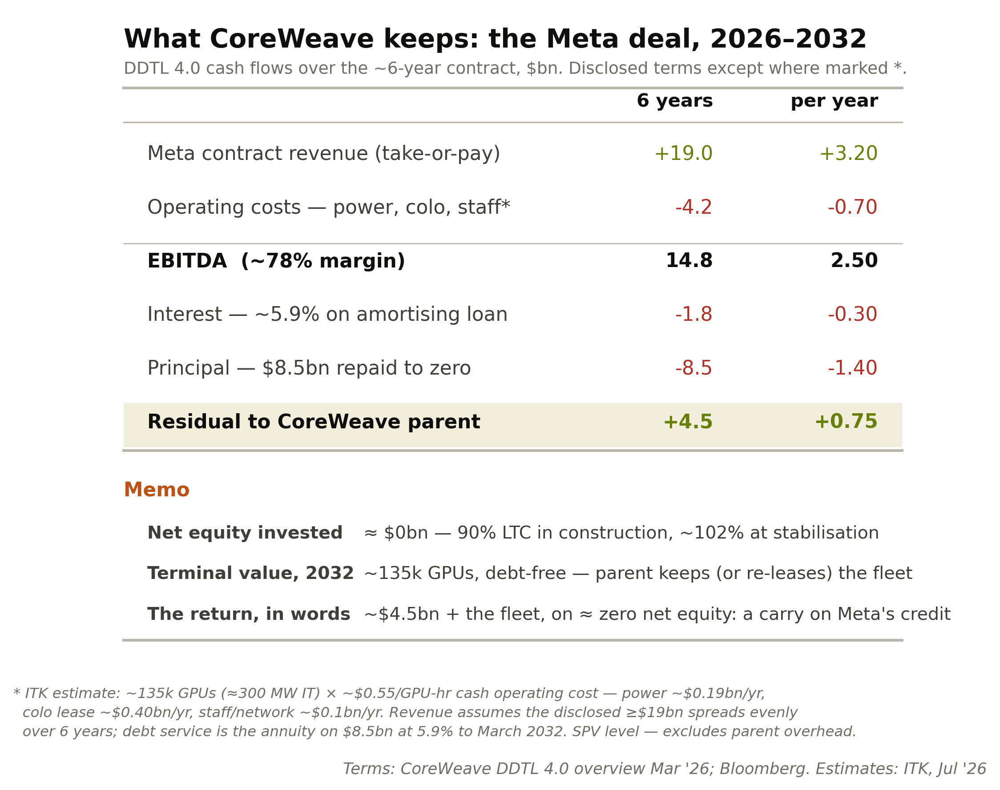 What CoreWeave keeps: the Meta deal, 2026–2032
DDTL 4.0 cash flows over the ~6-year contract, $bn. Disclosed terms except where marked *.
6 years per year
Meta contract revenue (take-or-pay) +19.0 +3.20
Operating costs — power, colo, staff* -4.2 -0.70
EBITDA (~78% margin) 14.8 2.50
Interest — ~5.9% on amortising loan -1.8 -0.30
Principal — $8.5bn repaid to zero -8.5 -1.40
Residual to CoreWeave parent +4.5 +0.75
Memo
Net equity invested ≈ $0bn — 90% LTC in construction, ~102% at stabilisation
Terminal value, 2032 ~135k GPUs, debt-free — parent keeps (or re-leases) the fleet
The return, in words ~$4.5bn + the fleet, on ≈ zero net equity: a carry on Meta's credit
* ITK estimate: ~135k GPUs (≈300 MW IT) × ~$0.55/GPU-hr cash operating cost — power ~$0.19bn/yr,
colo lease ~$0.40bn/yr, staff/network ~$0.1bn/yr. Revenue assumes the disclosed ≥$19bn spreads evenly
over 6 years; debt service is the annuity on $8.5bn at 5.9% to March 2032. SPV level — excludes parent overhead.
Terms: CoreWeave DDTL 4.0 overview Mar '26; Bloomberg. Estimates: ITK, Jul '26